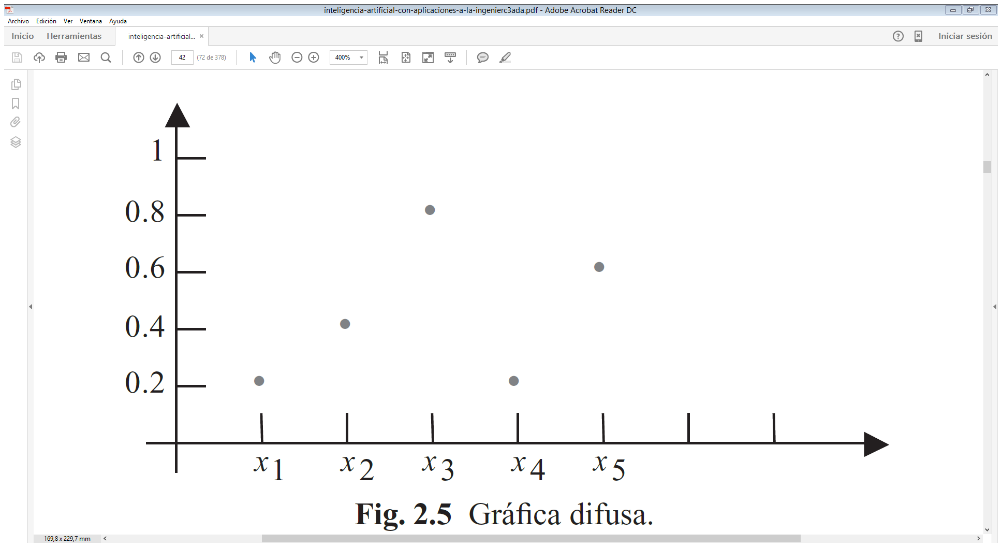 inteligencia-artificial-con-aplicaciones-a-la-ingenierc3ada.pdf - Adobe Acrobat Reader DC
Archivo Edición Ver Ventana Ayuda
Inicio Herramientas inteligencia-artificial... × Iniciar sesión
42 (72 de 378) 400%
1
0.8
0.6
0.4
0.2
x1 x2 x3 x4 x5
Fig. 2.5 Gráfica difusa.
169,8 x 229,7 mm